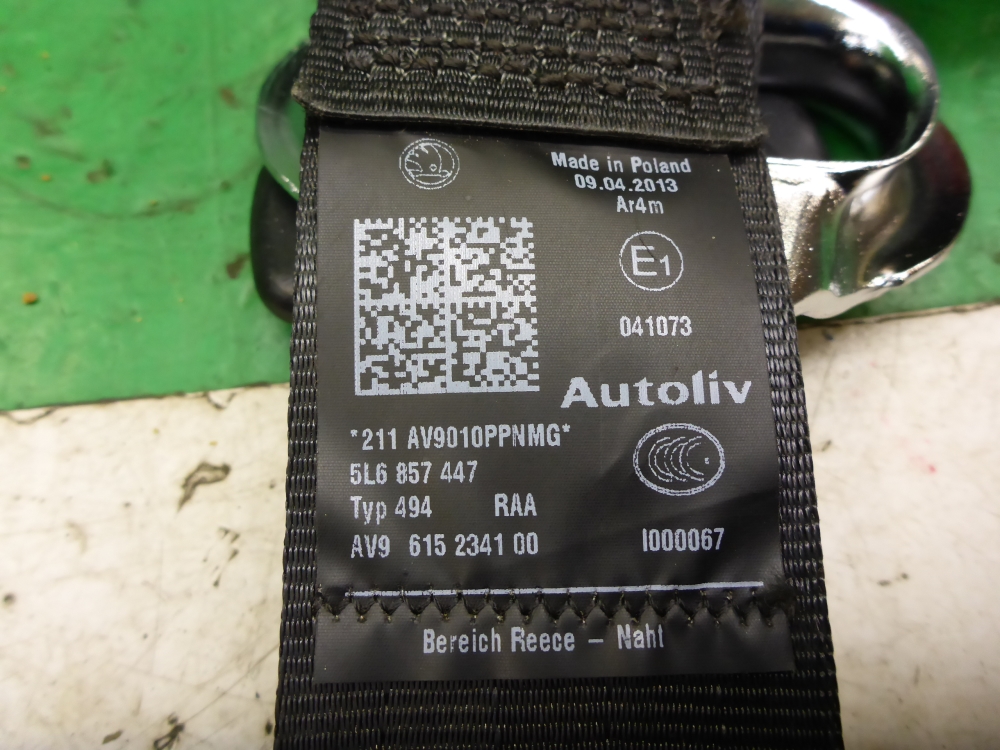 Made in Poland
09.04.2013
Ar4m
E1
041073
Autoliv
*211 AV9010PPNMG*
5L6 857 447
Typ 494 RAA
AV9 615 2341 00
I000067
Bereich Reece – Naht